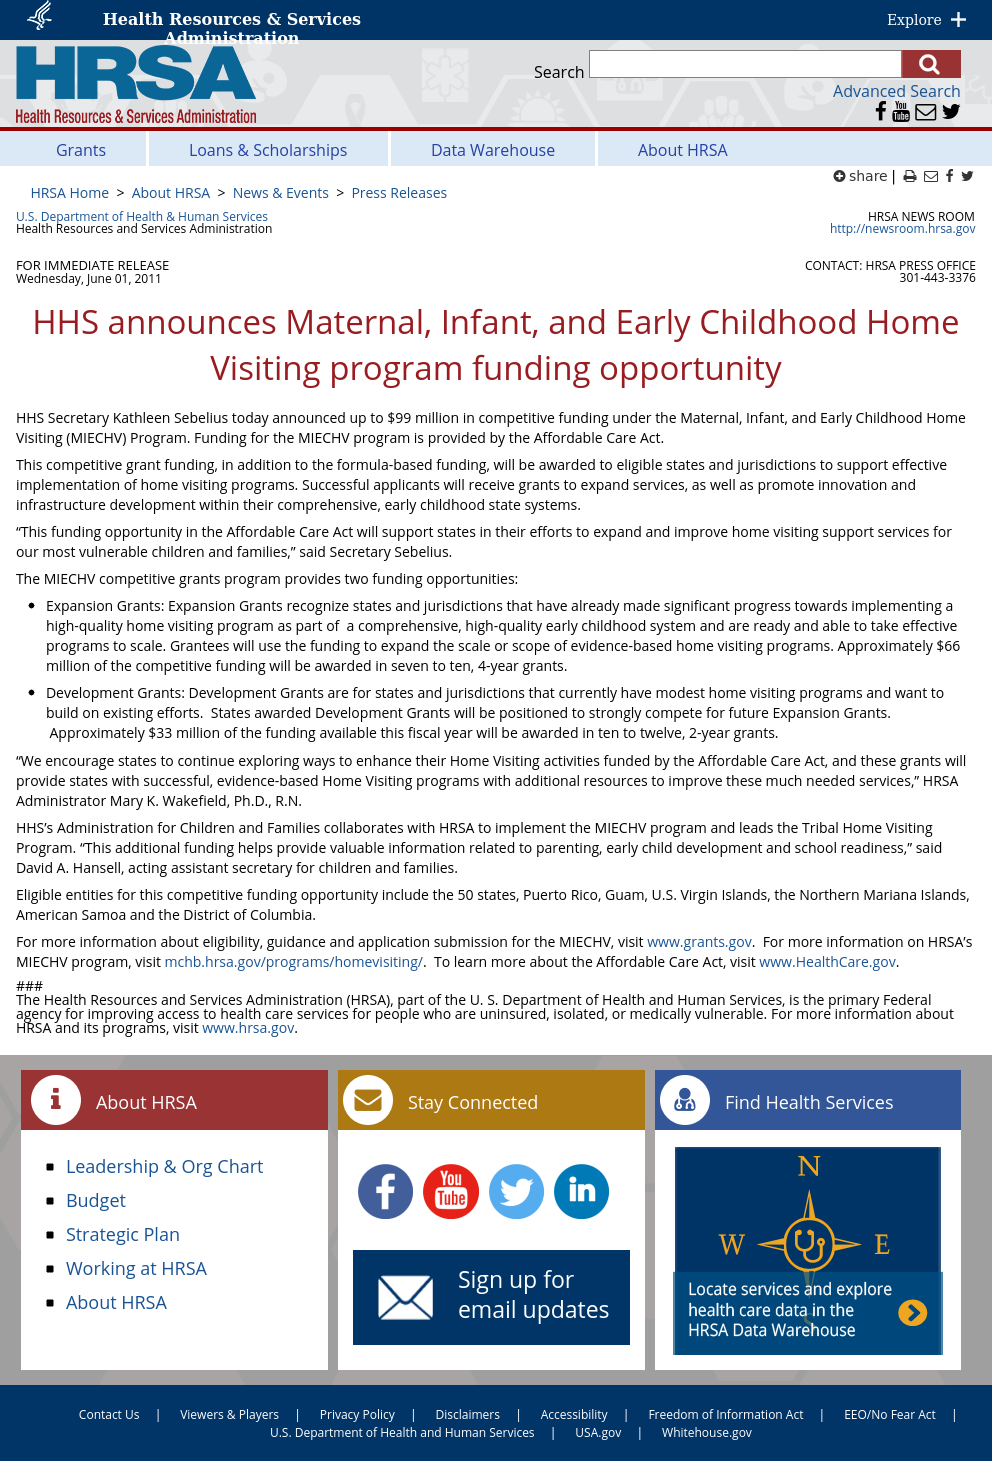 Health Resources & Services
Administration
Explore
HRSA
Health Resources & Services Administration
Search
Advanced Search
Grants
Loans & Scholarships
Data Warehouse
About HRSA
share |
HRSA Home > About HRSA > News & Events > Press Releases
U.S. Department of Health & Human Services
Health Resources and Services Administration
HRSA NEWS ROOM
http://newsroom.hrsa.gov
FOR IMMEDIATE RELEASE
Wednesday, June 01, 2011
CONTACT: HRSA PRESS OFFICE
301-443-3376
HHS announces Maternal, Infant, and Early Childhood Home
Visiting program funding opportunity
HHS Secretary Kathleen Sebelius today announced up to $99 million in competitive funding under the Maternal, Infant, and Early Childhood Home
Visiting (MIECHV) Program. Funding for the MIECHV program is provided by the Affordable Care Act.
This competitive grant funding, in addition to the formula-based funding, will be awarded to eligible states and jurisdictions to support effective
implementation of home visiting programs. Successful applicants will receive grants to expand services, as well as promote innovation and
infrastructure development within their comprehensive, early childhood state systems.
“This funding opportunity in the Affordable Care Act will support states in their efforts to expand and improve home visiting support services for
our most vulnerable children and families,” said Secretary Sebelius.
The MIECHV competitive grants program provides two funding opportunities:
• Expansion Grants: Expansion Grants recognize states and jurisdictions that have already made significant progress towards implementing a
high-quality home visiting program as part of a comprehensive, high-quality early childhood system and are ready and able to take effective
programs to scale. Grantees will use the funding to expand the scale or scope of evidence-based home visiting programs. Approximately $66
million of the competitive funding will be awarded in seven to ten, 4-year grants.
• Development Grants: Development Grants are for states and jurisdictions that currently have modest home visiting programs and want to
build on existing efforts. States awarded Development Grants will be positioned to strongly compete for future Expansion Grants.
Approximately $33 million of the funding available this fiscal year will be awarded in ten to twelve, 2-year grants.
“We encourage states to continue exploring ways to enhance their Home Visiting activities funded by the Affordable Care Act, and these grants will
provide states with successful, evidence-based Home Visiting programs with additional resources to improve these much needed services,” HRSA
Administrator Mary K. Wakefield, Ph.D., R.N.
HHS’s Administration for Children and Families collaborates with HRSA to implement the MIECHV program and leads the Tribal Home Visiting
Program. “This additional funding helps provide valuable information related to parenting, early child development and school readiness,” said
David A. Hansell, acting assistant secretary for children and families.
Eligible entities for this competitive funding opportunity include the 50 states, Puerto Rico, Guam, U.S. Virgin Islands, the Northern Mariana Islands,
American Samoa and the District of Columbia.
For more information about eligibility, guidance and application submission for the MIECHV, visit www.grants.gov. For more information on HRSA’s
MIECHV program, visit mchb.hrsa.gov/programs/homevisiting/. To learn more about the Affordable Care Act, visit www.HealthCare.gov.
###
The Health Resources and Services Administration (HRSA), part of the U. S. Department of Health and Human Services, is the primary Federal
agency for improving access to health care services for people who are uninsured, isolated, or medically vulnerable. For more information about
HRSA and its programs, visit www.hrsa.gov.
About HRSA
Leadership & Org Chart
Budget
Strategic Plan
Working at HRSA
About HRSA
Stay Connected
You
Tube
in
Sign up for
email updates
Find Health Services
N
W E
S
Locate services and explore
health care data in the
HRSA Data Warehouse
Contact Us | Viewers & Players | Privacy Policy | Disclaimers | Accessibility | Freedom of Information Act | EEO/No Fear Act |
U.S. Department of Health and Human Services | USA.gov | Whitehouse.gov